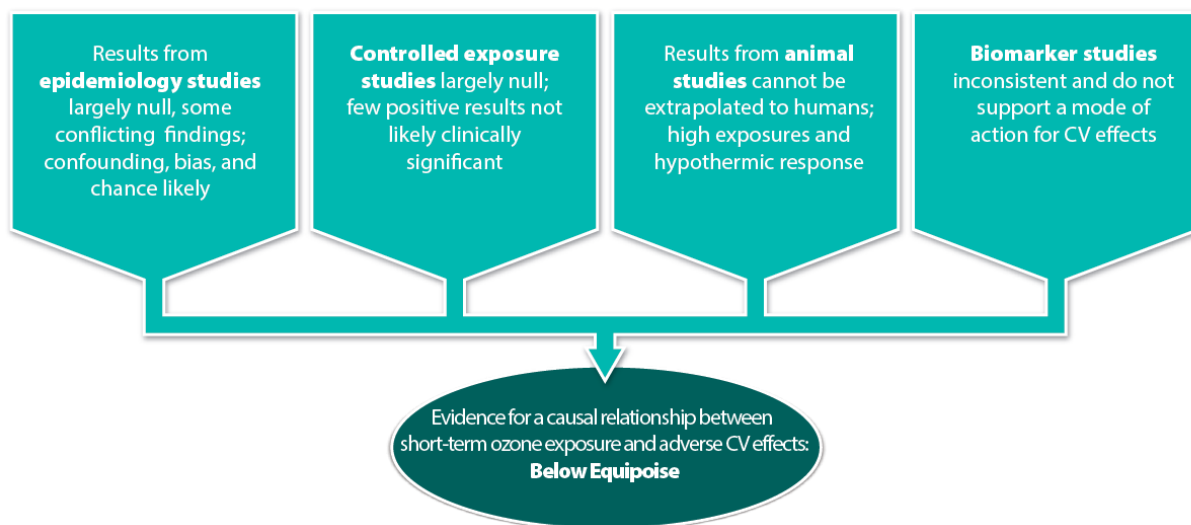 Results from
epidemiology studies
largely null, some
conflicting findings;
confounding, bias, and
chance likely
Controlled exposure
studies largely null;
few positive results not
likely clinically
significant
Results from animal
studies cannot be
extrapolated to humans;
high exposures and
hypothermic response
Biomarker studies
inconsistent and do not
support a mode of
action for CV effects
Evidence for a causal relationship between
short-term ozone exposure and adverse CV effects:
Below Equipoise